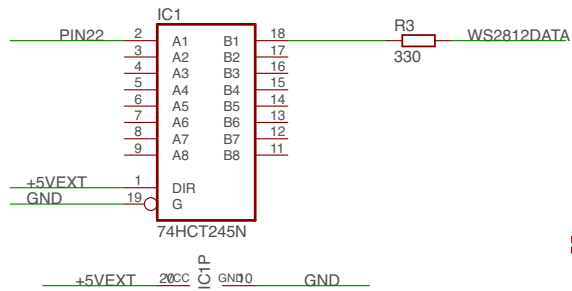 IC1
PIN22 2 A1 B1 18 R3 WS2812DATA
3 A2 B2 17 330
4 A3 B3 16
5 A4 B4 15
6 A5 B5 14
7 A6 B6 13
8 A7 B7 12
9 A8 B8 11
+5VEXT 1 DIR
GND 19 G
74HCT245N
IC1P
+5VEXT 20 VCC GND 10 GND